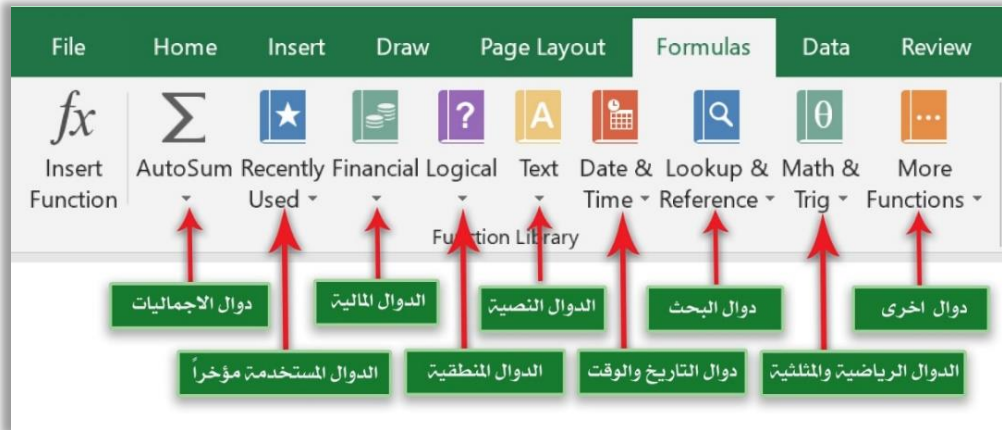 File Home Insert Draw Page Layout Formulas Data Review
fx Σ ★ ? A θ ...
Insert Function
AutoSum
Recently Used
Financial
Logical
Text
Date & Time
Lookup & Reference
Math & Trig
More Functions
Function Library
دوال الاجماليات
الدوال المالية
الدوال النصية
دوال البحث
دوال اخرى
الدوال المستخدمة مؤخراً
الدوال المنطقية
دوال التاريخ والوقت
الدوال الرياضية والمثلثية